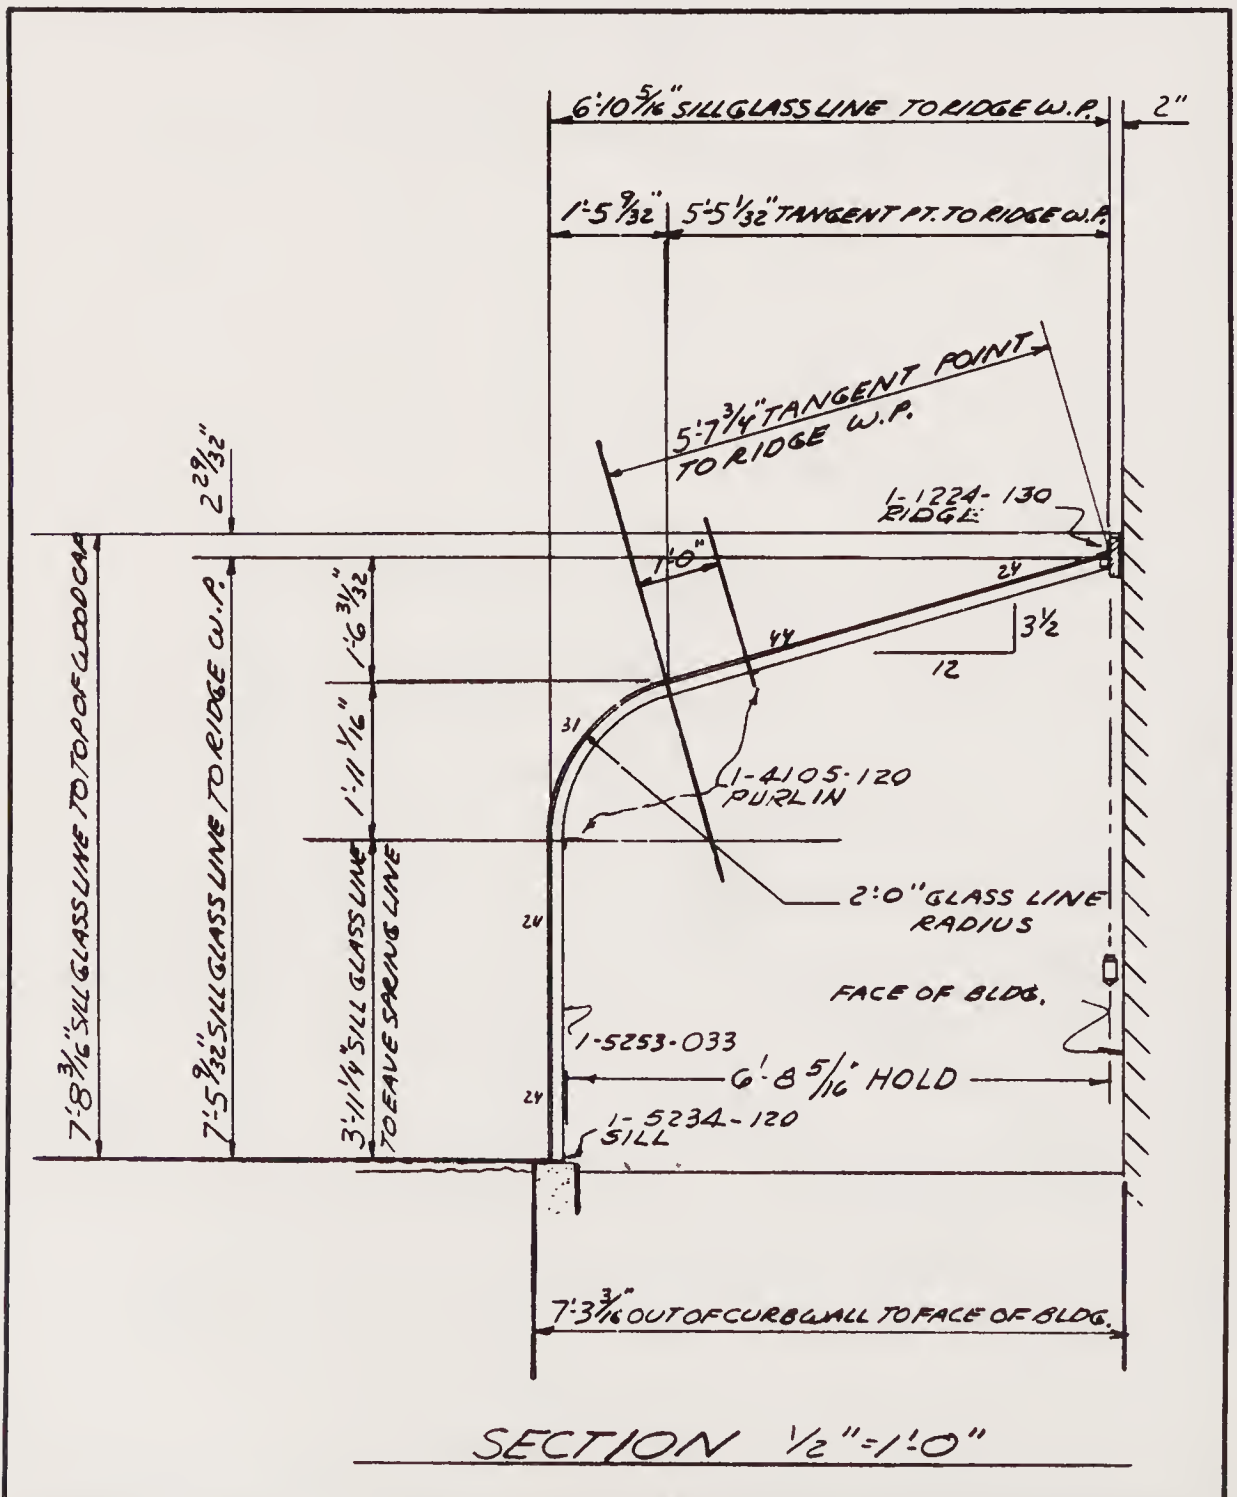 6'-10 5/16" SILL GLASS LINE TO RIDGE W.P.
2"
1'-5 9/32"
5'-5 1/32" TANGENT PT. TO RIDGE W.P.
5'-7 3/4" TANGENT POINT
TO RIDGE W.P.
2 29/32"
1-1224-130
RIDGE
1'-0"
24
44
3 1/2
12
7'-8 3/16" SILL GLASS LINE TO TOP OF WOOD CAP
7'-5 9/32" SILL GLASS LINE TO RIDGE W.P.
1'-6 31/32"
1'-11 1/16"
3'-11 1/4" SILL GLASS LINE
TO EAVE SPRING LINE
31
1-4105-120
PURLIN
2'-0" GLASS LINE
RADIUS
24
FACE OF BLDG.
1-5253-033
6'-8 5/16" HOLD
24
1-5234-120
SILL
7'-3 3/16" OUT OF CURBWALL TO FACE OF BLDG.
SECTION 1/2"=1'-0"